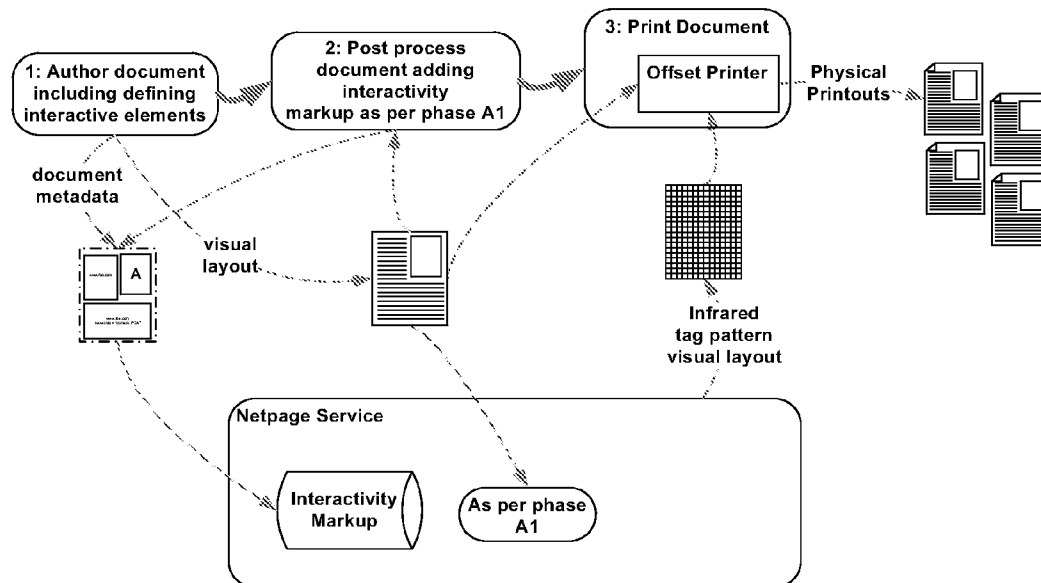 1: Author document
including defining
interactive elements
2: Post process
document adding
interactivity
markup as per phase A1
3: Print Document
Offset Printer
Physical
Printouts
document
metadata
visual
layout
A
Infrared
tag pattern
visual layout
Netpage Service
Interactivity
Markup
As per phase
A1